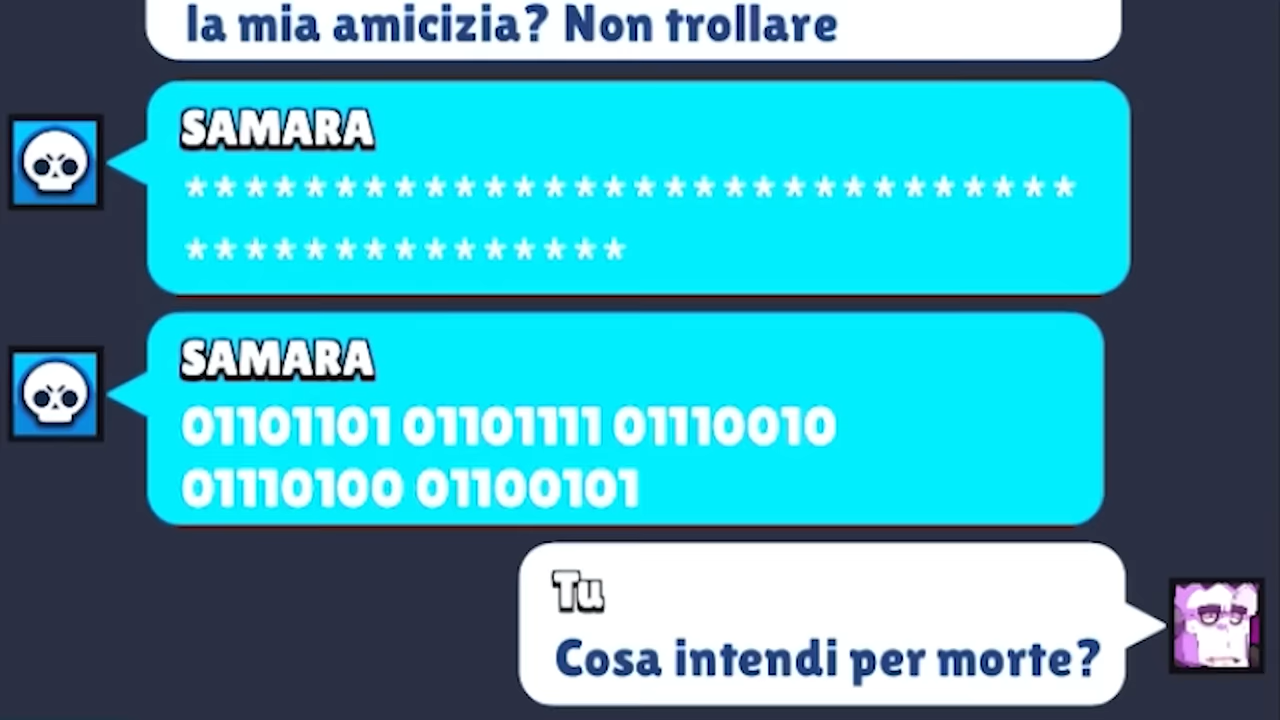 la mia amicizia? Non trollare
SAMARA
******************************
***************
SAMARA
01101101 01101111 01110010
01110100 01100101
Tu
Cosa intendi per morte?